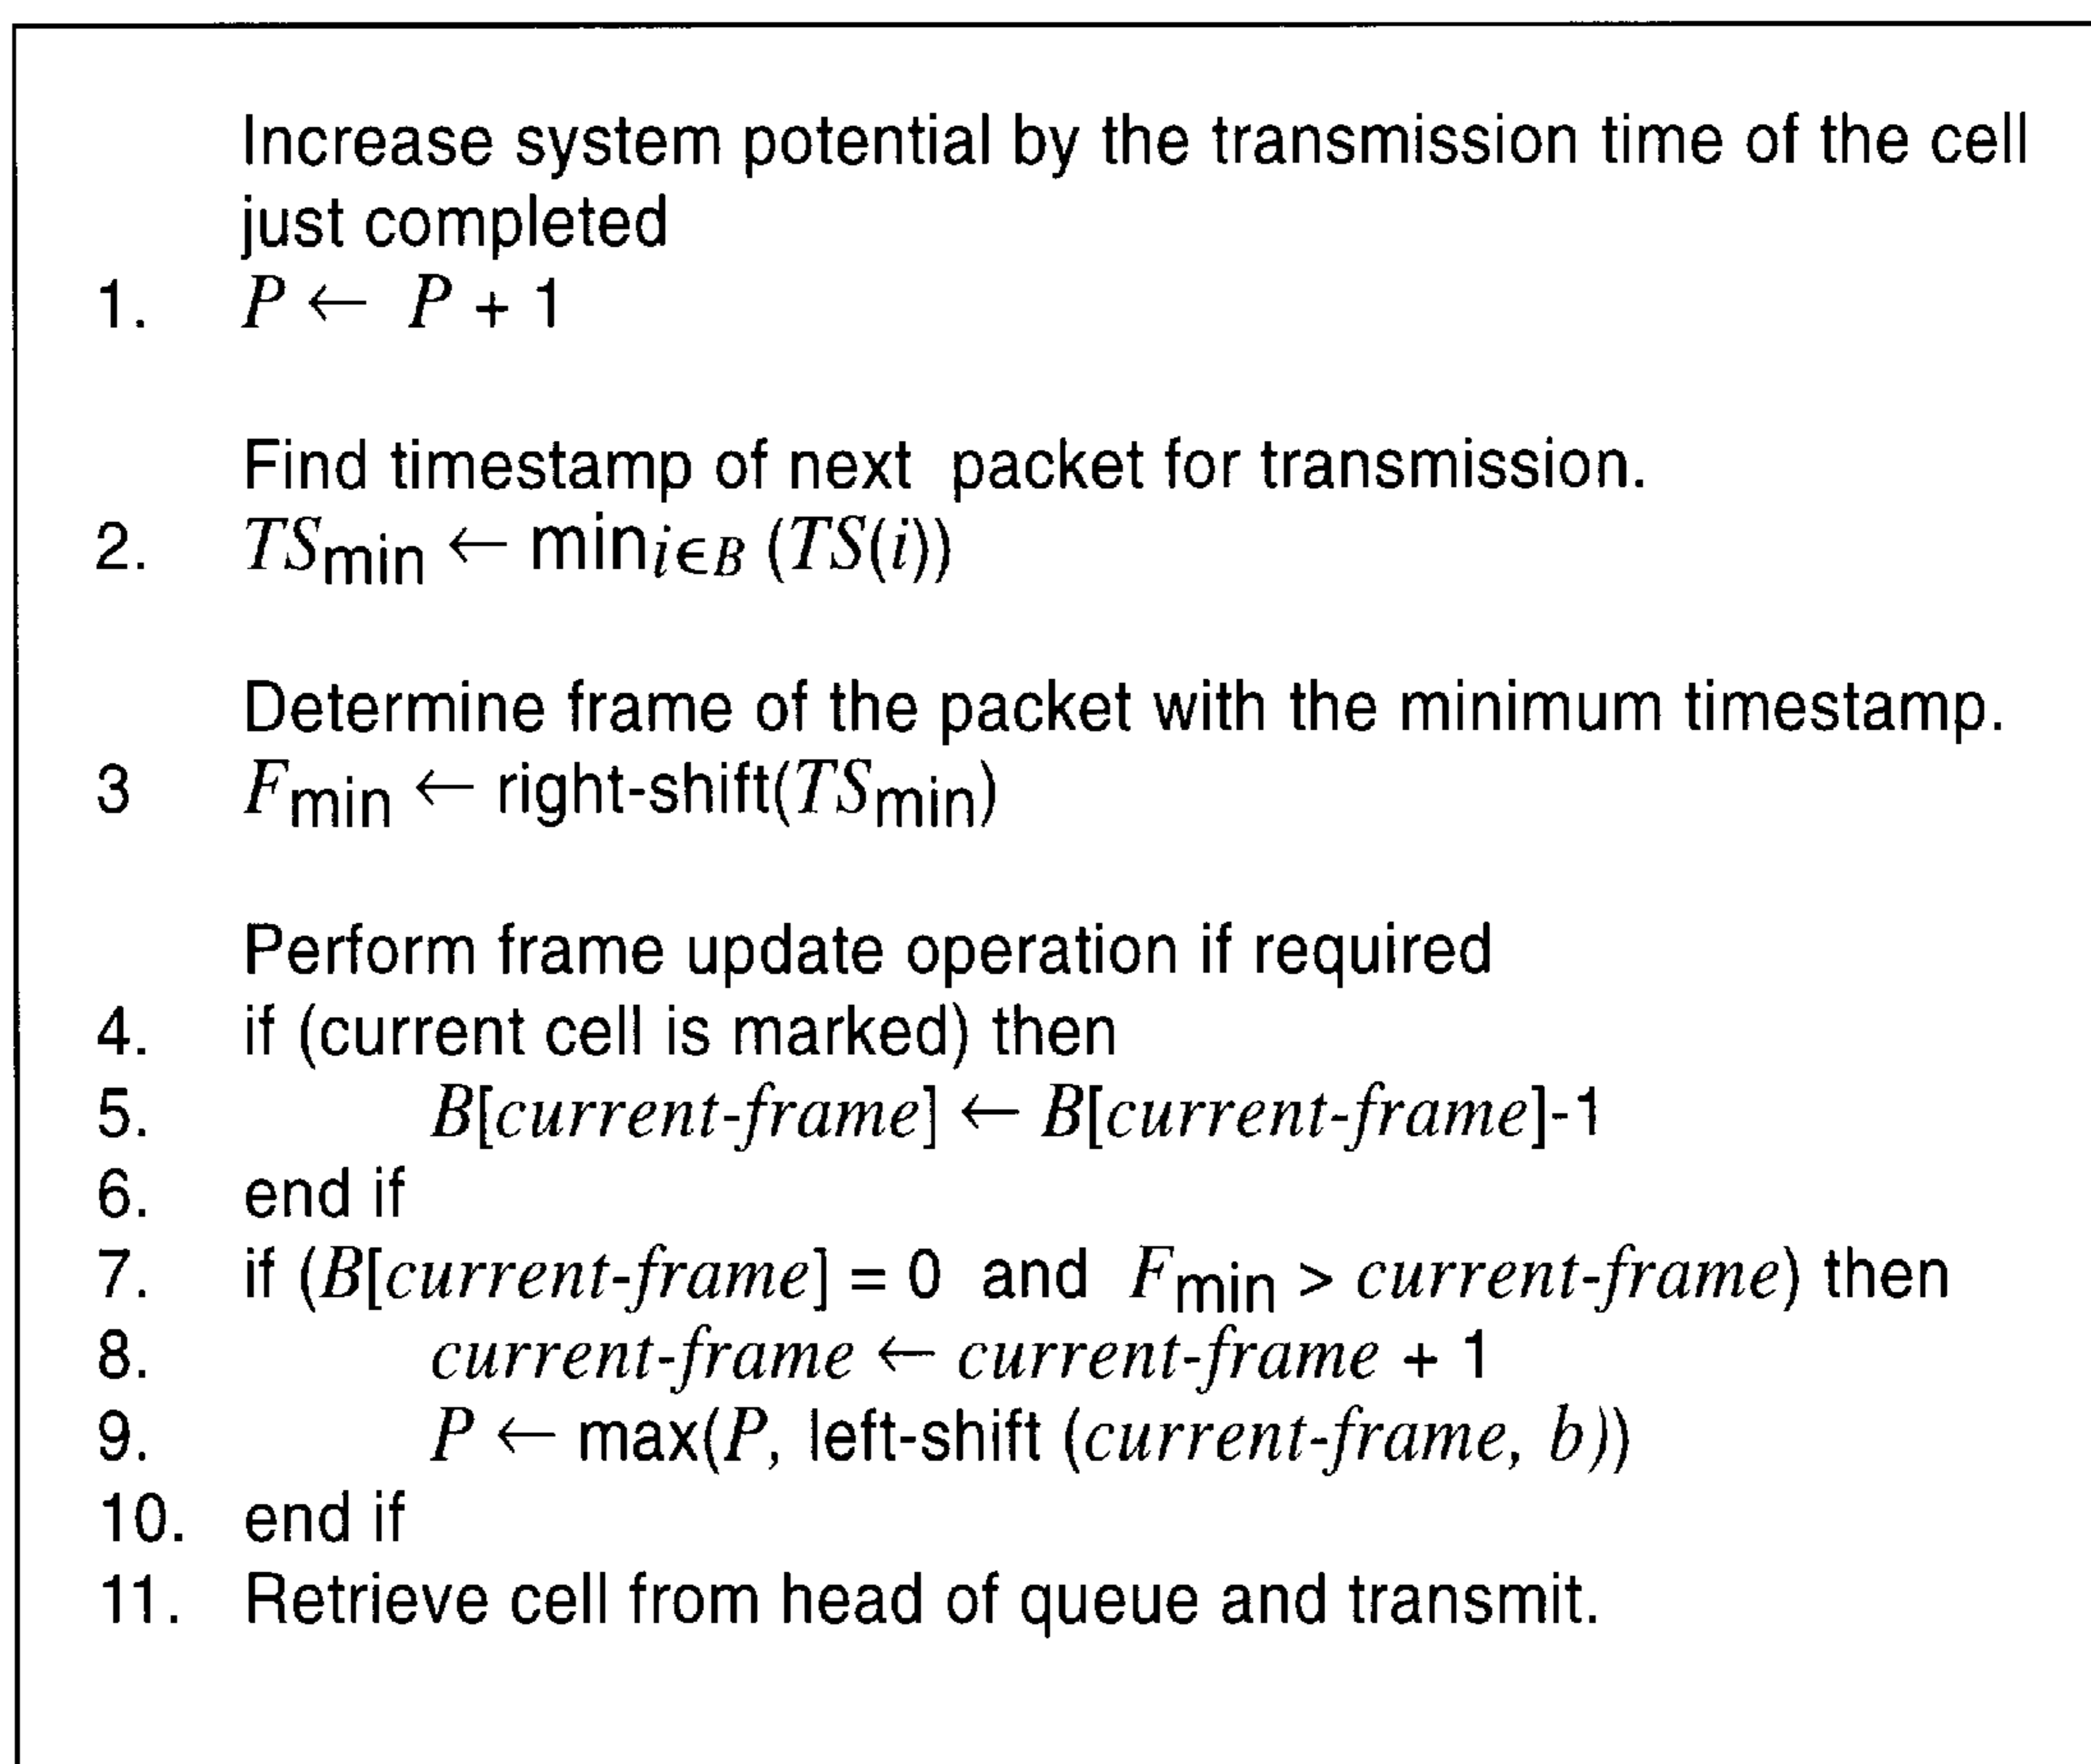 Increase system potential by the transmission time of the cell
just completed
1. P ← P + 1
Find timestamp of next packet for transmission.
2. TSmin ← mini∈B (TS(i))
Determine frame of the packet with the minimum timestamp.
3 Fmin ← right-shift(TSmin)
Perform frame update operation if required
4. if (current cell is marked) then
5. B[current-frame] ← B[current-frame]-1
6. end if
7. if (B[current-frame] = 0 and Fmin > current-frame) then
8. current-frame ← current-frame + 1
9. P ← max(P, left-shift (current-frame, b))
10. end if
11. Retrieve cell from head of queue and transmit.